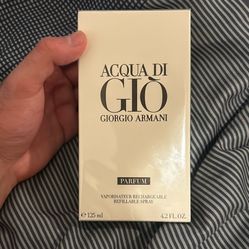 ACQUA DI
GIÒ
GIORGIO ARMANI
PARFUM
VAPORISATEUR RECHARGEABLE
REFILLABLE SPRAY
℮ 125 ml 4.2 FL.OZ